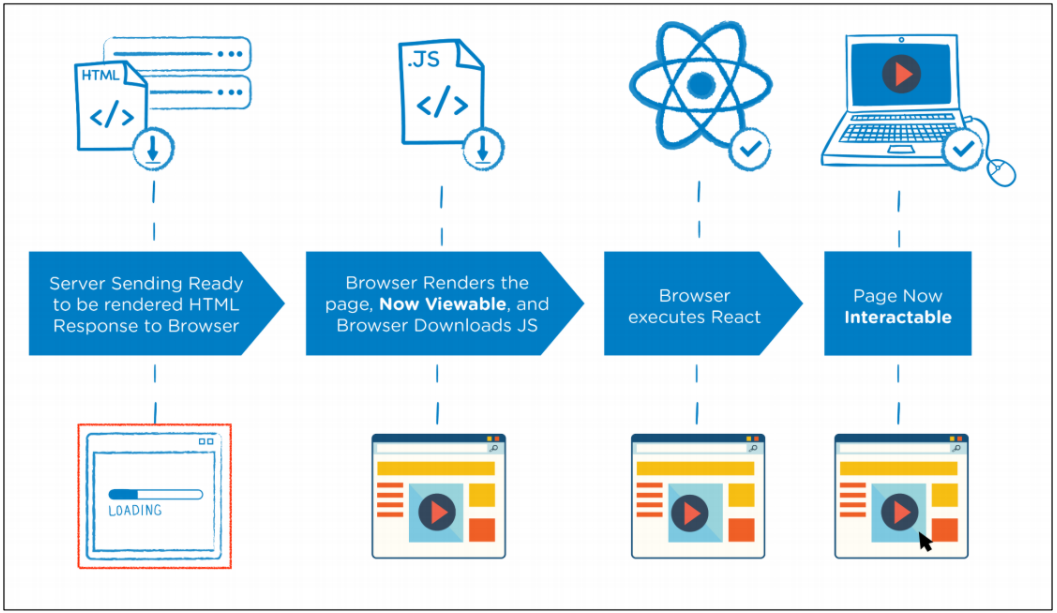 HTML
</>
.JS
</>
Server Sending Ready
to be rendered HTML
Response to Browser
Browser Renders the
page, Now Viewable, and
Browser Downloads JS
Browser
executes React
Page Now
Interactable
LOADING